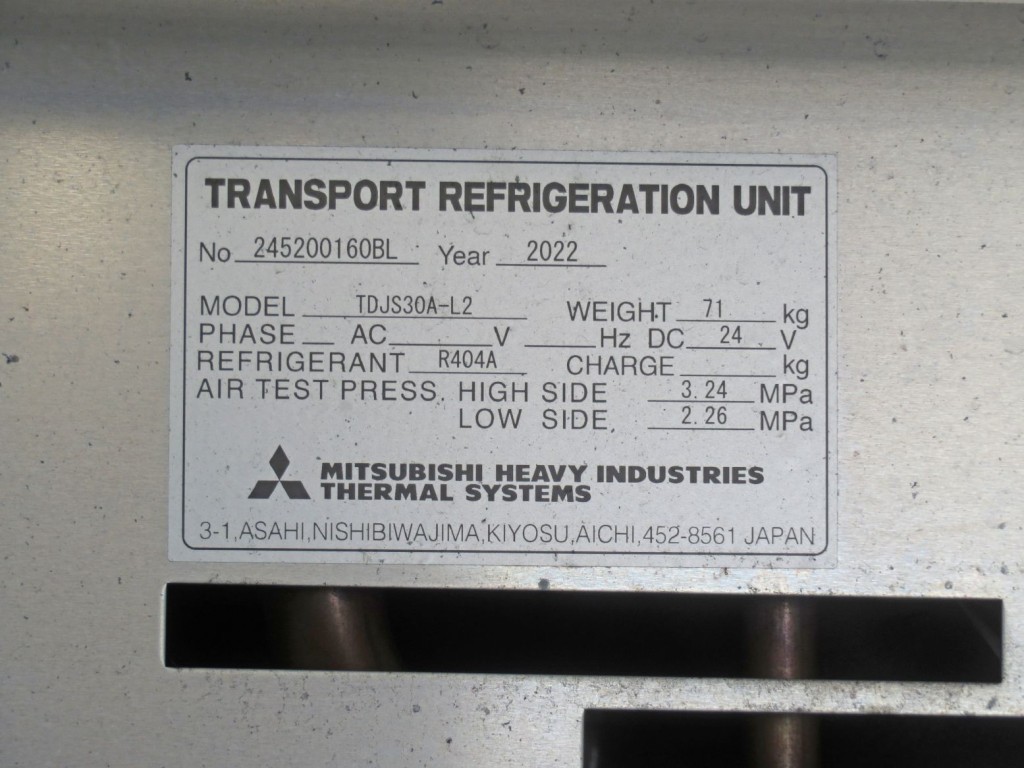 TRANSPORT REFRIGERATION UNIT
No 245200160BL Year 2022
MODEL TDJS30A-L2 WEIGHT 71 kg
PHASE AC V Hz DC 24 V
REFRIGERANT R404A CHARGE kg
AIR TEST PRESS. HIGH SIDE 3.24 MPa
LOW SIDE 2.26 MPa
MITSUBISHI HEAVY INDUSTRIES
THERMAL SYSTEMS
3-1,ASAHI,NISHIBIWAJIMA,KIYOSU,AICHI,452-8561 JAPAN